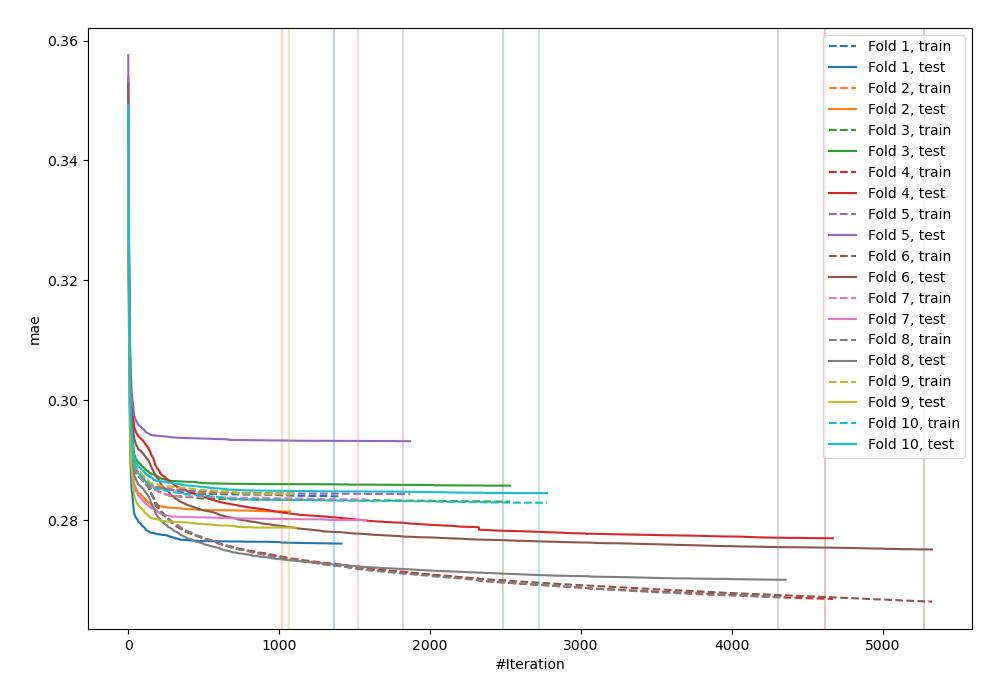 0.36
0.34
0.32
0.30
0.28
mae
0
1000
2000
3000
4000
5000
#Iteration
Fold 1, train
Fold 1, test
Fold 2, train
Fold 2, test
Fold 3, train
Fold 3, test
Fold 4, train
Fold 4, test
Fold 5, train
Fold 5, test
Fold 6, train
Fold 6, test
Fold 7, train
Fold 7, test
Fold 8, train
Fold 8, test
Fold 9, train
Fold 9, test
Fold 10, train
Fold 10, test